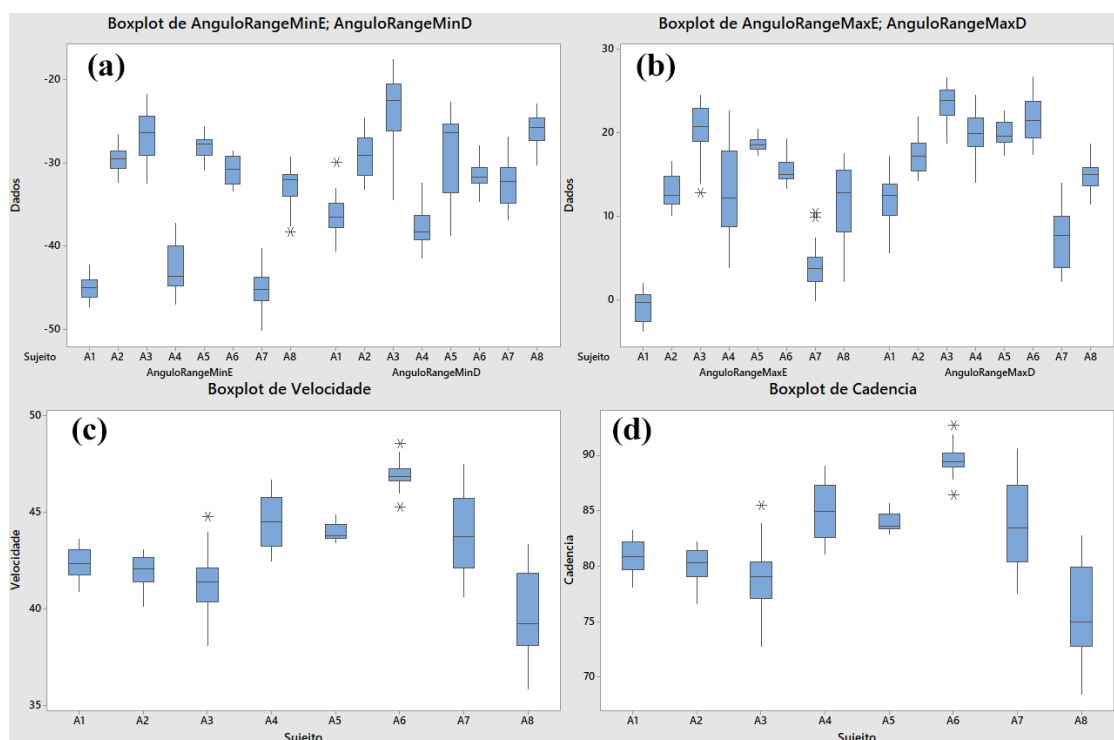 Boxplot de AnguloRangeMinE; AnguloRangeMinD
(a)
Dados
-20
-30
-40
-50
Sujeito A1 A2 A3 A4 A5 A6 A7 A8 A1 A2 A3 A4 A5 A6 A7 A8
AnguloRangeMinE AnguloRangeMinD
Boxplot de AnguloRangeMaxE; AnguloRangeMaxD
(b)
Dados
30
20
10
0
Sujeito A1 A2 A3 A4 A5 A6 A7 A8 A1 A2 A3 A4 A5 A6 A7 A8
AnguloRangeMaxE AnguloRangeMaxD
Boxplot de Velocidade
(c)
Velocidade
50
45
40
35
A1 A2 A3 A4 A5 A6 A7 A8
Sujeito
Boxplot de Cadencia
(d)
Cadencia
90
85
80
75
70
A1 A2 A3 A4 A5 A6 A7 A8
Sujeito